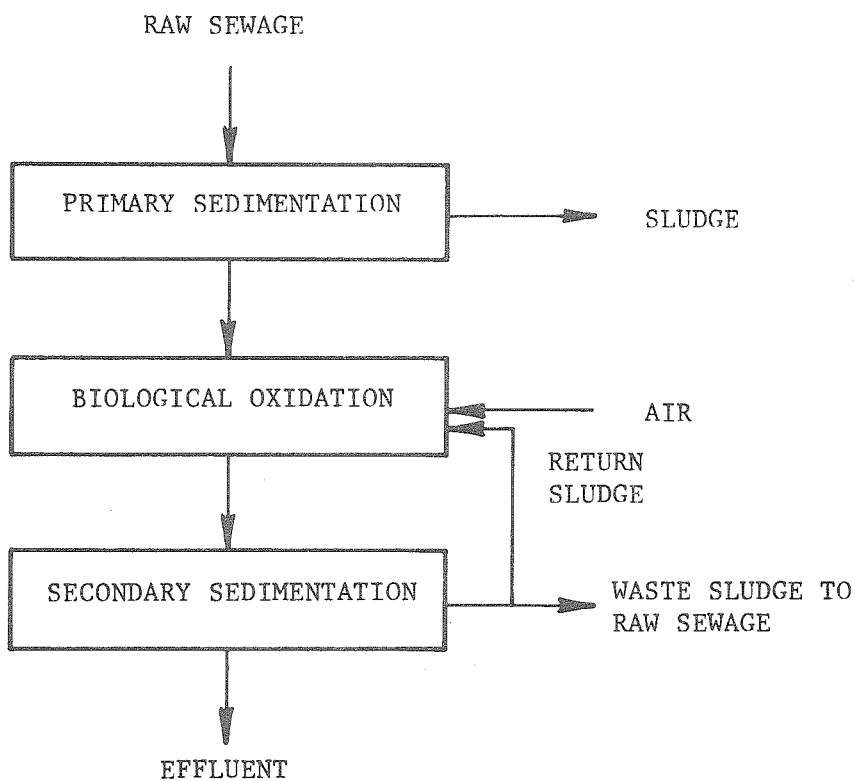 RAW SEWAGE
PRIMARY SEDIMENTATION
SLUDGE
BIOLOGICAL OXIDATION
AIR
RETURN
SLUDGE
SECONDARY SEDIMENTATION
WASTE SLUDGE TO
RAW SEWAGE
EFFLUENT